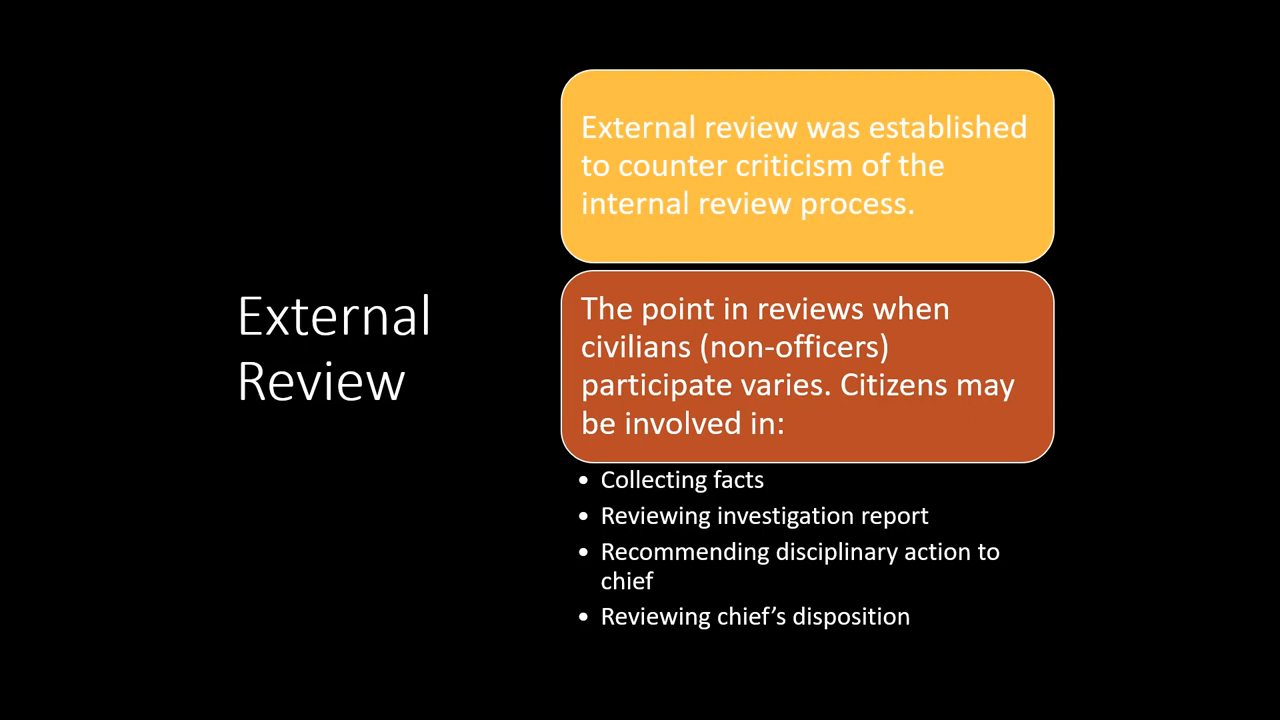 External
Review
External review was established
to counter criticism of the
internal review process.
The point in reviews when
civilians (non-officers)
participate varies. Citizens may
be involved in:
• Collecting facts
• Reviewing investigation report
• Recommending disciplinary action to
chief
• Reviewing chief’s disposition